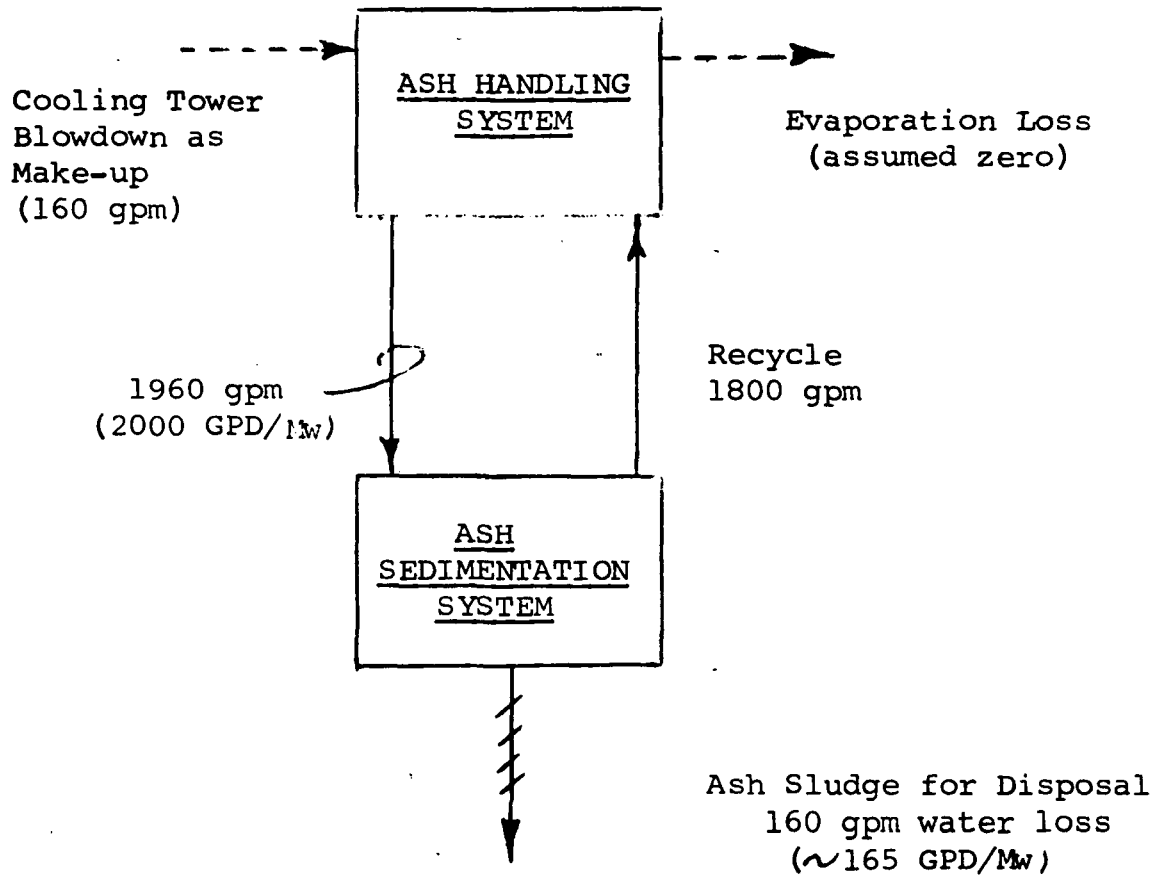 ASH HANDLING
SYSTEM
Cooling Tower
Blowdown as
Make-up
(160 gpm)
Evaporation Loss
(assumed zero)
1960 gpm
(2000 GPD/Mw)
Recycle
1800 gpm
ASH
SEDIMENTATION
SYSTEM
Ash Sludge for Disposal
160 gpm water loss
(~165 GPD/Mw)